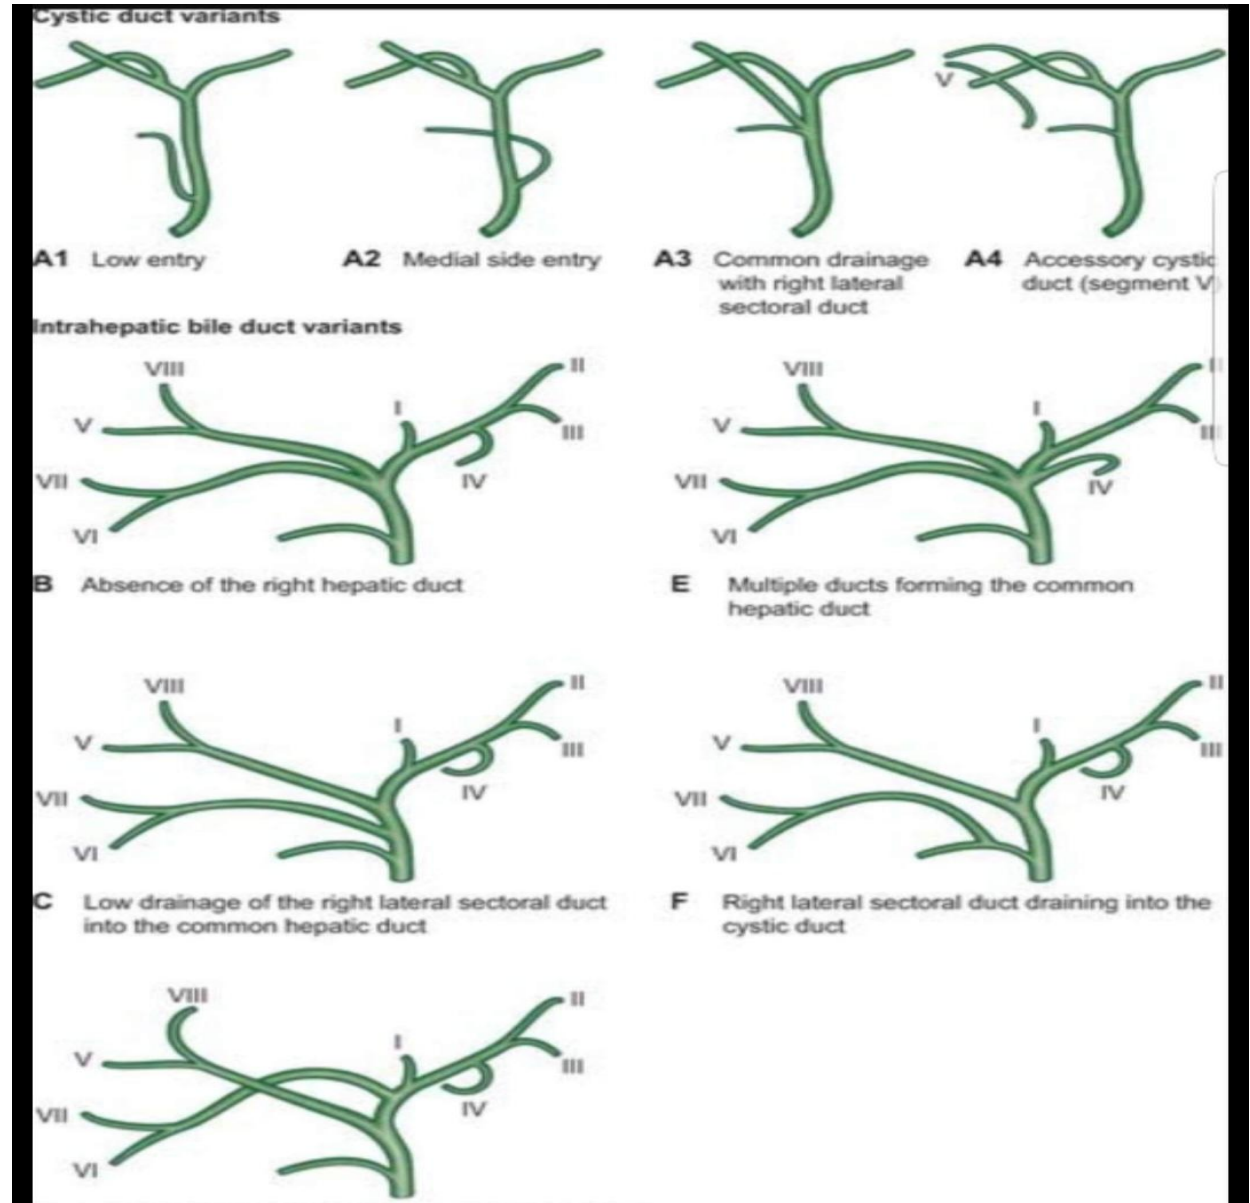 Cystic duct variants
V
A1 Low entry
A2 Medial side entry
A3 Common drainage
with right lateral
sectoral duct
A4 Accessory cystic
duct (segment V)
Intrahepatic bile duct variants
VIII
V
VII
VI
I
II
III
IV
B Absence of the right hepatic duct
VIII
V
VII
VI
I
II
III
IV
E Multiple ducts forming the common
hepatic duct
VIII
V
VII
VI
I
II
III
IV
C Low drainage of the right lateral sectoral duct
into the common hepatic duct
VIII
V
VII
VI
I
II
III
IV
F Right lateral sectoral duct draining into the
cystic duct
VIII
V
VII
VI
I
II
III
IV